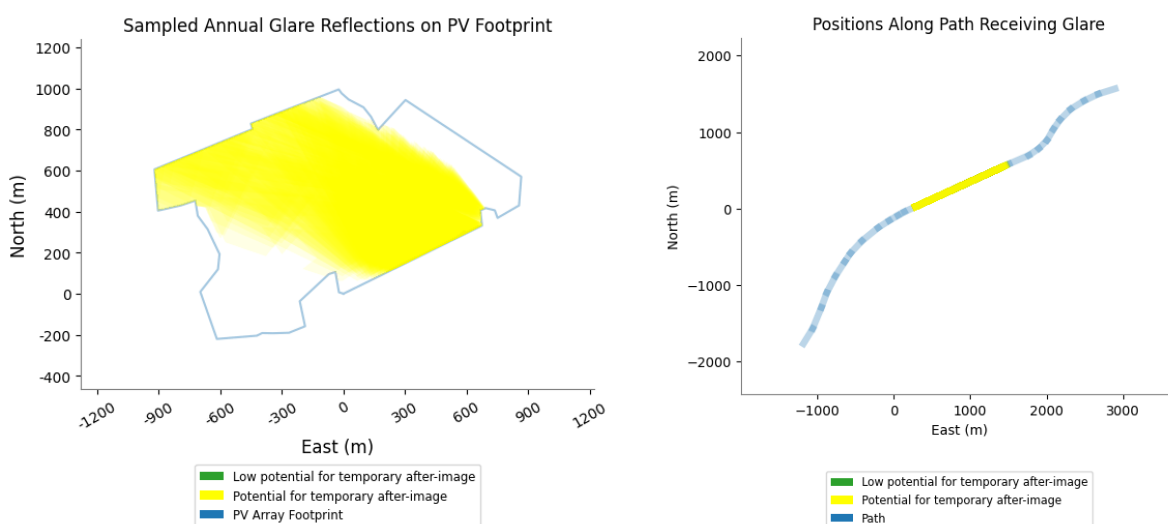 Sampled Annual Glare Reflections on PV Footprint
1200
1000
800
600
400
200
0
−200
−400
North (m)
-1200
-900
-600
-300
0
300
600
900
1200
East (m)
Low potential for temporary after-image
Potential for temporary after-image
PV Array Footprint
Positions Along Path Receiving Glare
2000
1000
0
−1000
−2000
North (m)
−1000
0
1000
2000
3000
East (m)
Low potential for temporary after-image
Potential for temporary after-image
Path